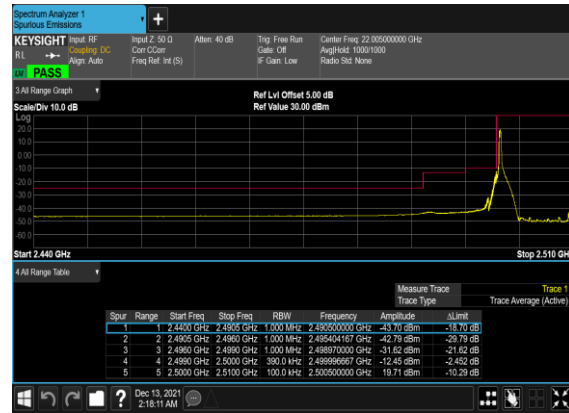 Spectrum Analyzer 1
Spurious Emissions
KEYSIGHT Input: RF Input Z: 50 Ω Atten: 40 dB Trig: Free Run Center Freq: 22.005000000 GHz
RL Coupling: DC Corr CCorr Gate: Off Avg|Hold: 1000/1000
Align: Auto Freq Ref: Int (S) IF Gain: Low Radio Std: None
PASS
3 All Range Graph
Ref Lvl Offset 5.00 dB
Scale/Div 10.0 dB Ref Value 30.00 dBm
Log
20.0
10.0
0.00
-10.0
-20.0
-30.0
-40.0
-50.0
-60.0
Start 2.440 GHz Stop 2.510 GHz
4 All Range Table
Measure Trace Trace 1
Trace Type Trace Average (Active)
Spur Range Start Freq Stop Freq RBW Frequency Amplitude ΔLimit
1 1 2.4400 GHz 2.4905 GHz 1.000 MHz 2.490500000 GHz -43.70 dBm -18.70 dB
2 2 2.4905 GHz 2.4960 GHz 1.000 MHz 2.495404167 GHz -42.79 dBm -29.79 dB
3 3 2.4960 GHz 2.4990 GHz 1.000 MHz 2.498970000 GHz -31.62 dBm -21.62 dB
4 4 2.4990 GHz 2.5000 GHz 390.0 kHz 2.499996667 GHz -12.45 dBm -2.452 dB
5 5 2.5000 GHz 2.5100 GHz 100.0 kHz 2.500500000 GHz 19.71 dBm -10.29 dB
Dec 13, 2021
2:18:11 AM